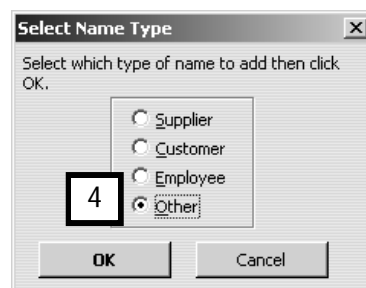 Select Name Type
Select which type of name to add then click
OK.
Supplier
Customer
Employee
4
Other
OK
Cancel